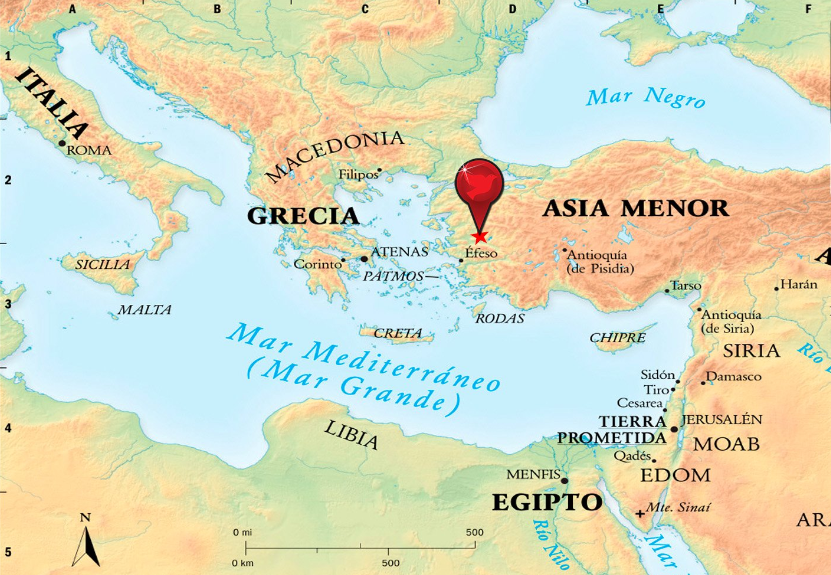 A
B
C
D
E
F
1
ITALIA
Mar Negro
ROMA
MACEDONIA
2
Filipos
GRECIA
ASIA MENOR
ATENAS
Éfeso
Antioquía
(de Pisidia)
Corinto
SICILIA
PATMOS
Tarso
Harán
3
MALTA
RODAS
Antioquía
(de Siria)
CRETA
CHIPRE
Mar Mediterráneo
(Mar Grande)
SIRIA
Río
Sidón
Damasco
Tiro
Cesarea
4
LIBIA
TIERRA
PROMETIDA
JERUSALÉN
MOAB
Qadés
MENFIS
EDOM
EGIPTO
Mte. Sinaí
N
Río Nilo
Mar
ARA
0 mi
500
5
0 km
500